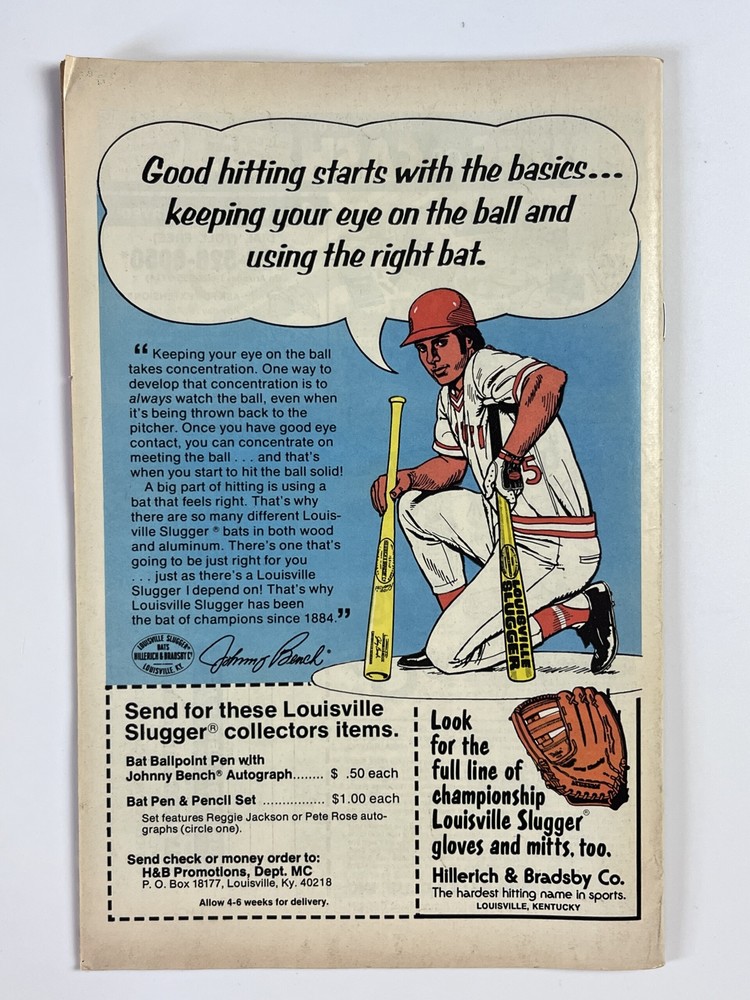 Good hitting starts with the basics...
keeping your eye on the ball and
using the right bat.
“Keeping your eye on the ball
takes concentration. One way to
develop that concentration is to
always watch the ball, even when
it's being thrown back to the
pitcher. Once you have good eye
contact, you can concentrate on
meeting the ball . . . and that's
when you start to hit the ball solid!
A big part of hitting is using a
bat that feels right. That's why
there are so many different Louis-
ville Slugger® bats in both wood
and aluminum. There's one that's
going to be just right for you
. . . just as there's a Louisville
Slugger I depend on! That's why
Louisville Slugger has been
the bat of champions since 1884.”
LOUISVILLE SLUGGER®
BATS
HILLERICH & BRADSBY Co
LOUISVILLE, KY.
Johnny Bench®
5
LOUISVILLE
SLUGGER
Send for these Louisville
Slugger® collectors items.
Bat Ballpoint Pen with
Johnny Bench® Autograph........ $ .50 each
Bat Pen & Pencil Set ................ $1.00 each
Set features Reggie Jackson or Pete Rose auto-
graphs (circle one).
Send check or money order to:
H&B Promotions, Dept. MC
P. O. Box 18177, Louisville, Ky. 40218
Allow 4-6 weeks for delivery.
Look
for the
full line of
championship
Louisville Slugger®
gloves and mitts, too.
Hillerich & Bradsby Co.
The hardest hitting name in sports.
LOUISVILLE, KENTUCKY